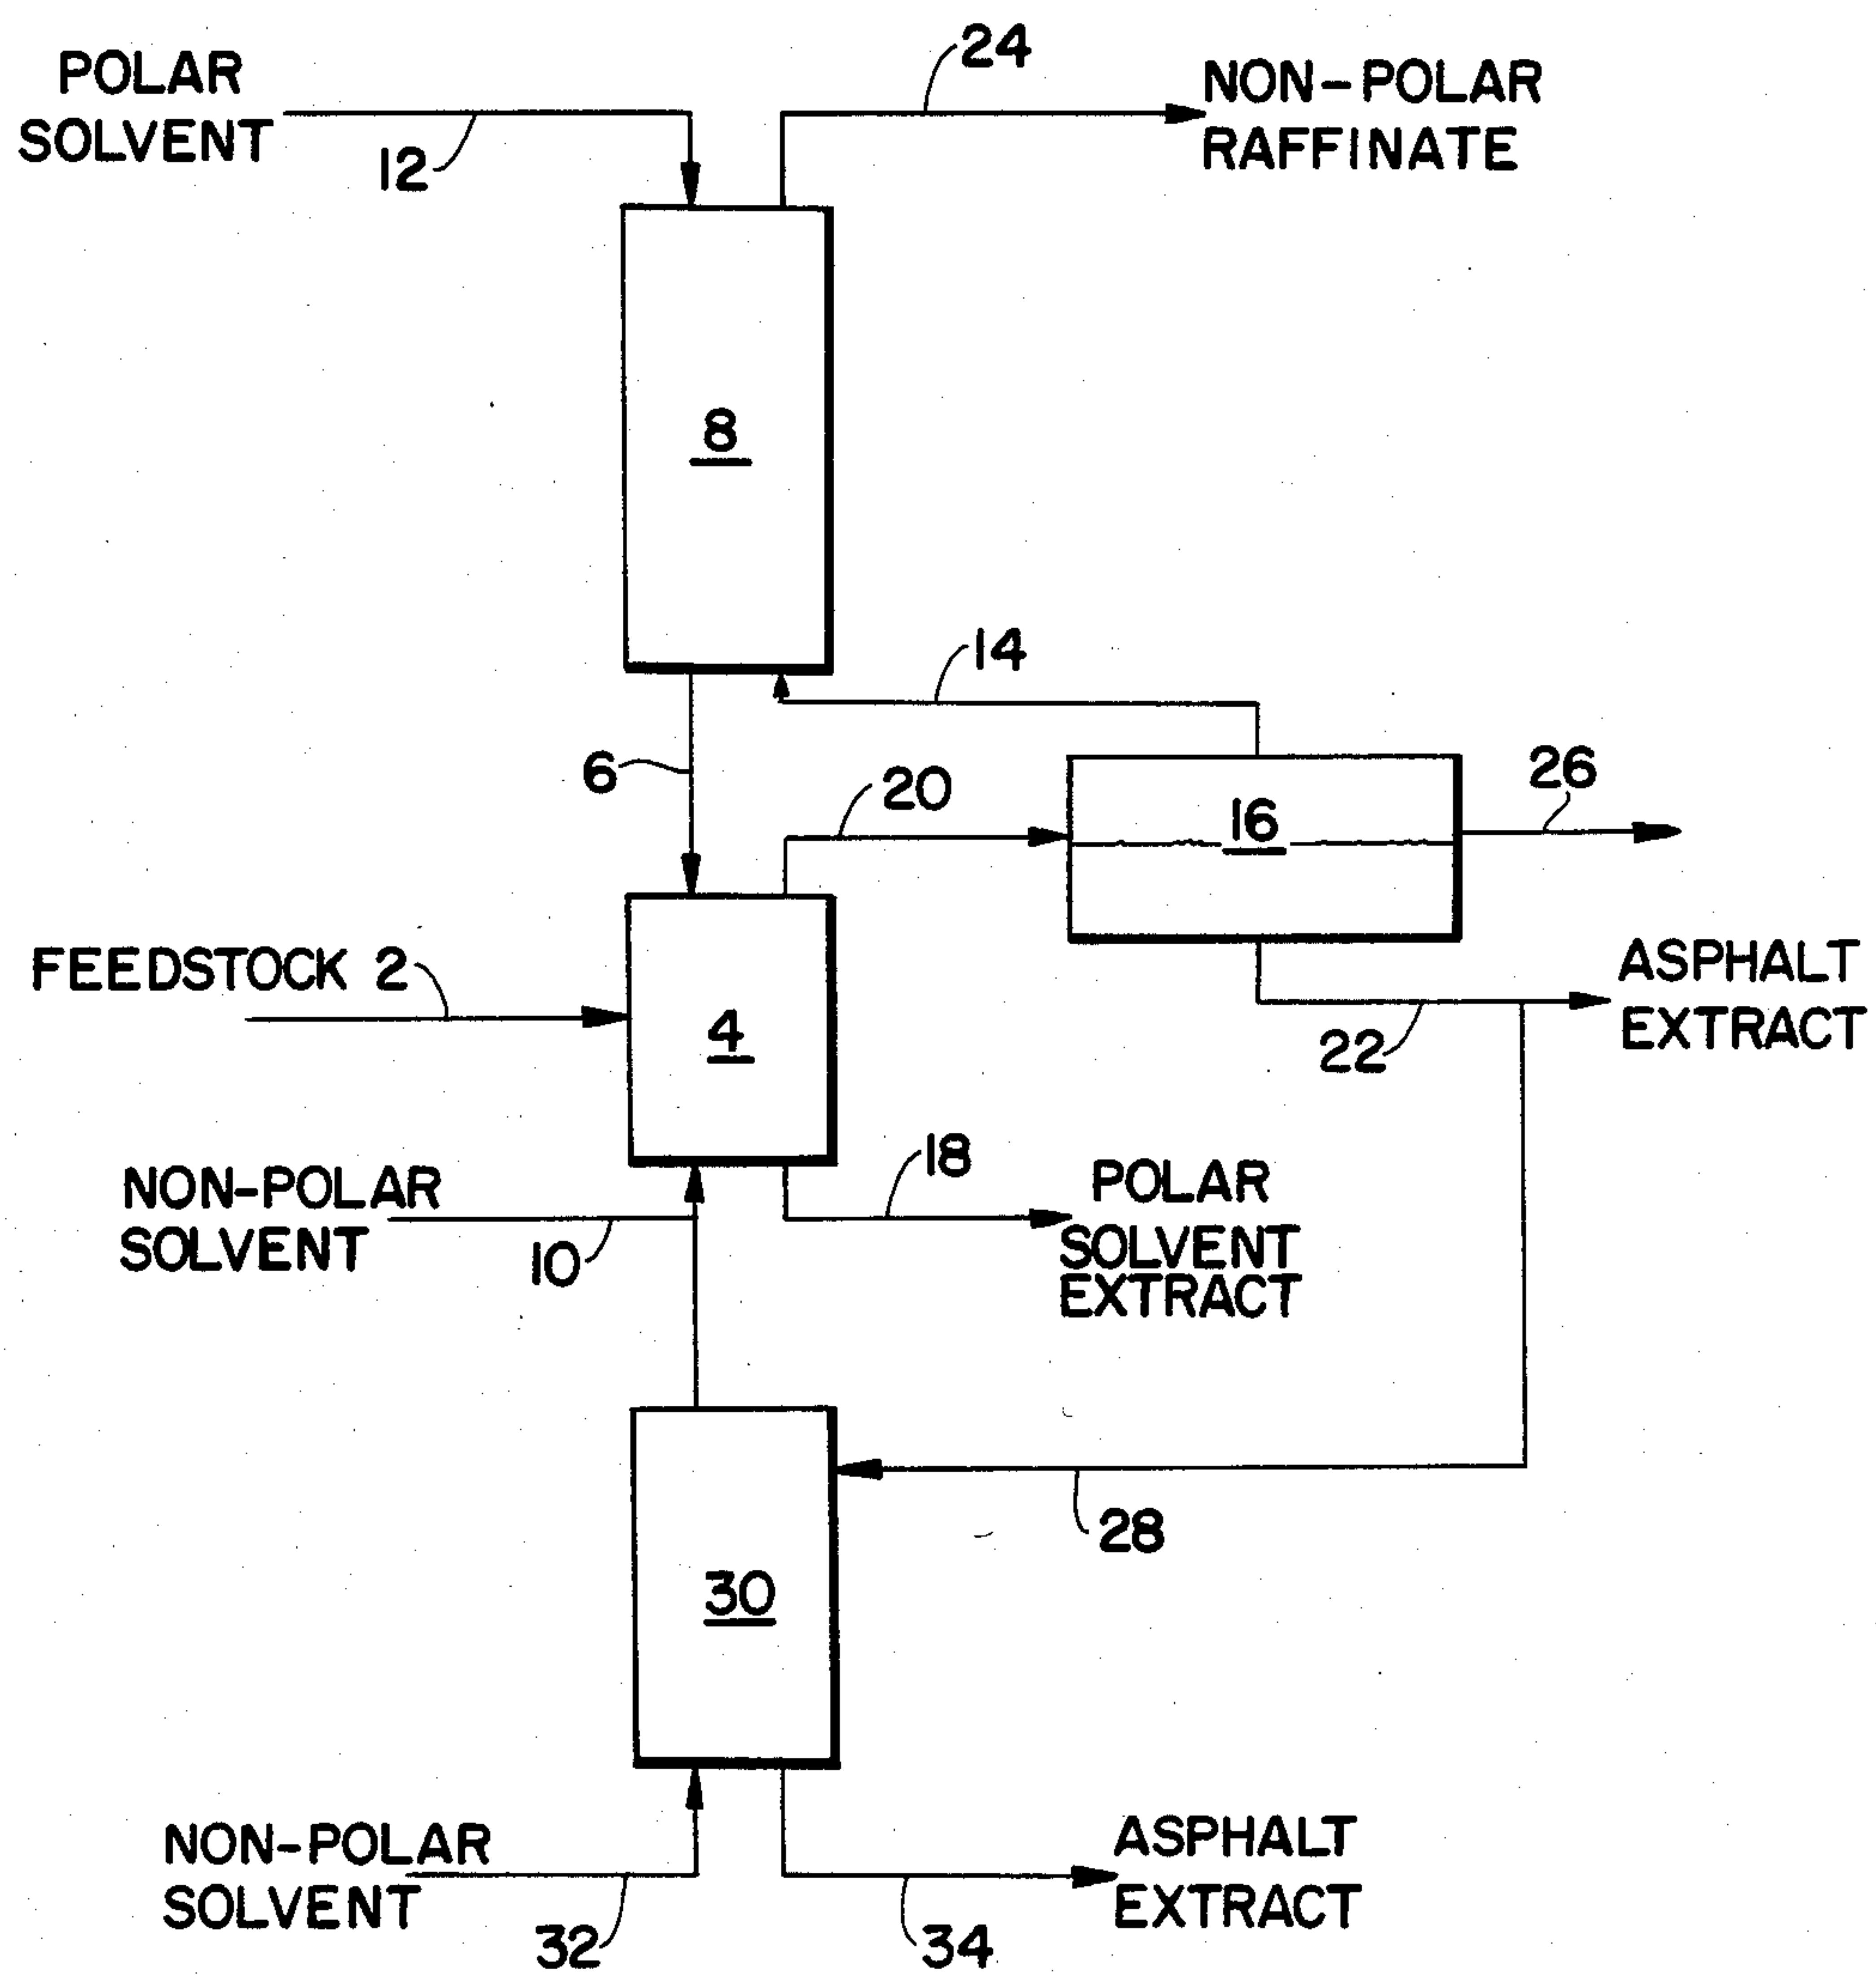 24
POLAR
SOLVENT
NON-POLAR
RAFFINATE
12
8
14
6
20
16
26
FEEDSTOCK 2
4
22
ASPHALT
EXTRACT
18
NON-POLAR
SOLVENT
10
POLAR
SOLVENT
EXTRACT
28
30
NON-POLAR
SOLVENT
32
34
ASPHALT
EXTRACT